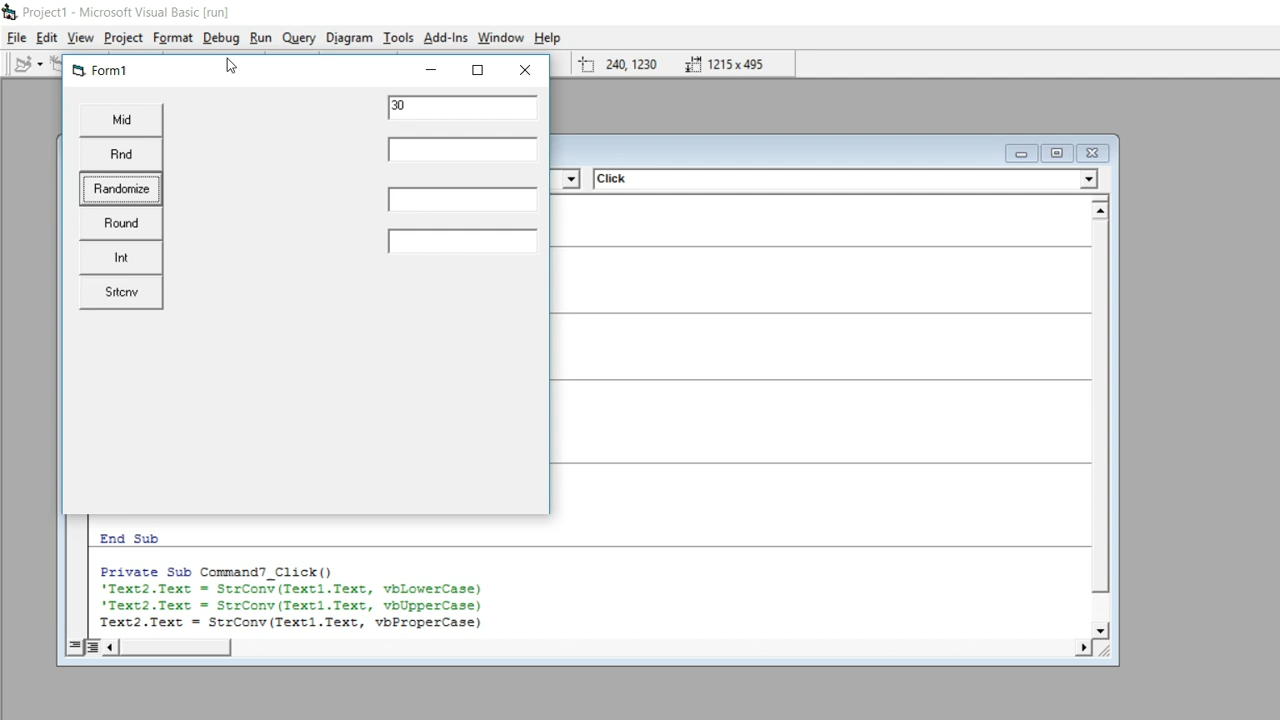 Project1 - Microsoft Visual Basic [run]
File Edit View Project Format Debug Run Query Diagram Tools Add-Ins Window Help
240, 1230 1215 x 495
Form1
Mid
Rnd
Randomize
Round
Int
Srtcnv
30
Click
End Sub
Private Sub Command7_Click()
'Text2.Text = StrConv(Text1.Text, vbLowerCase)
'Text2.Text = StrConv(Text1.Text, vbUpperCase)
Text2.Text = StrConv(Text1.Text, vbProperCase)